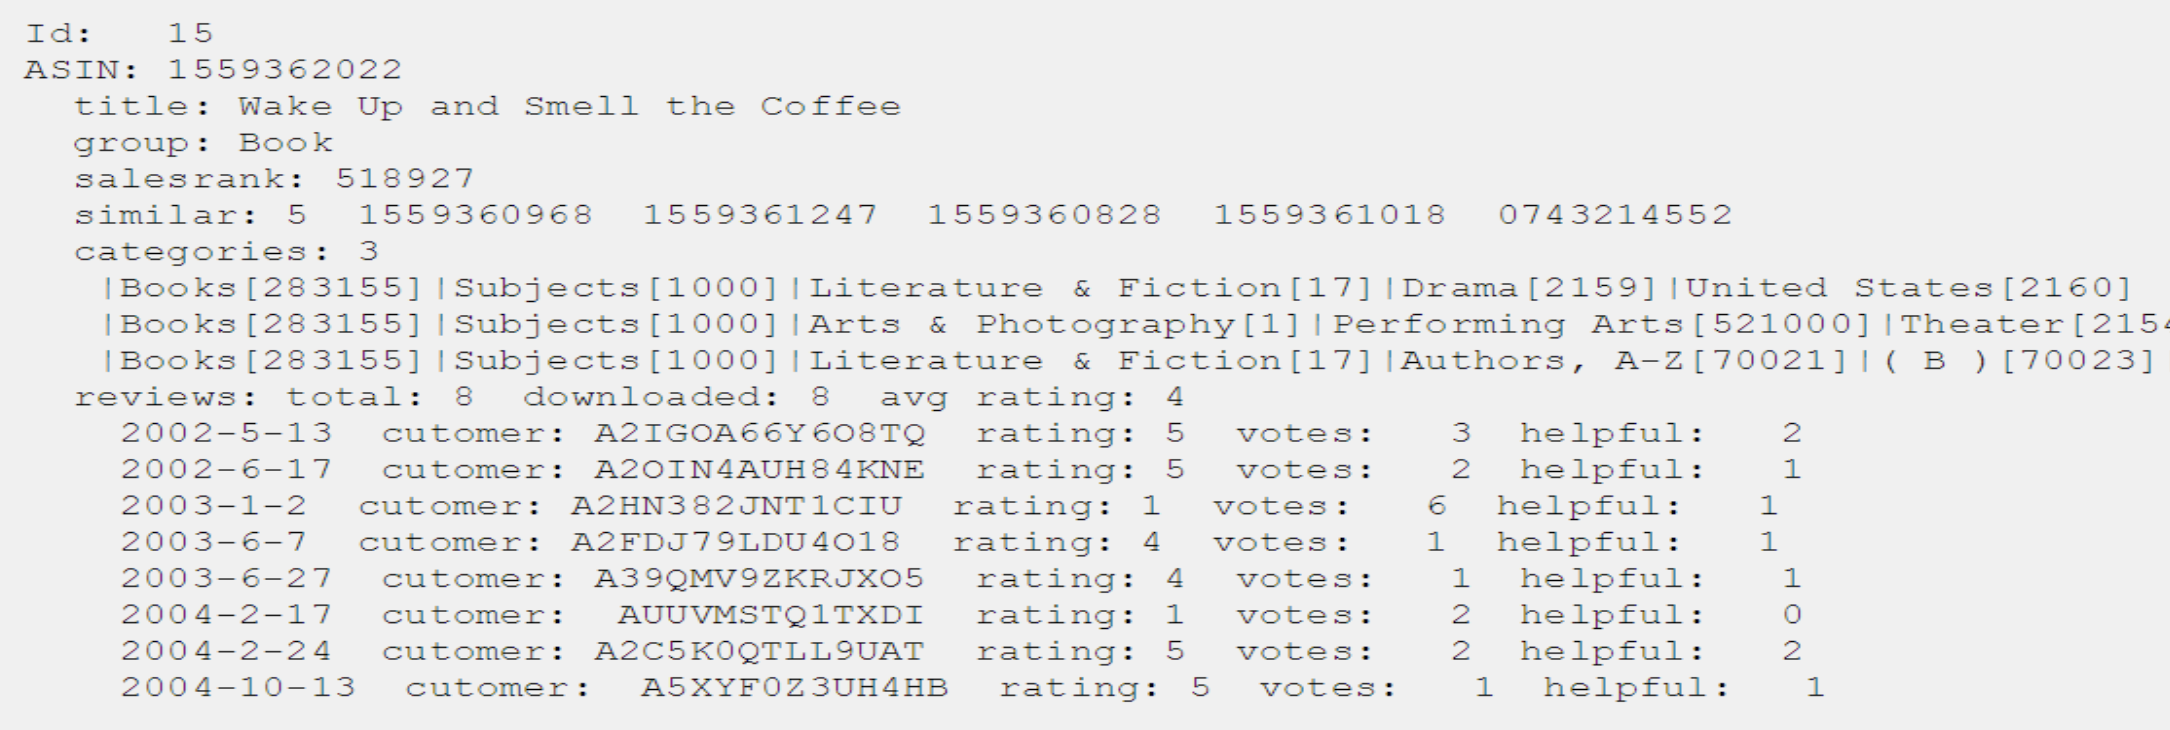 Id:   15
ASIN: 1559362022
  title: Wake Up and Smell the Coffee
  group: Book
  salesrank: 518927
  similar: 5  1559360968  1559361247  1559360828  1559361018  0743214552
  categories: 3
   |Books[283155]|Subjects[1000]|Literature & Fiction[17]|Drama[2159]|United States[2160]
   |Books[283155]|Subjects[1000]|Arts & Photography[1]|Performing Arts[521000]|Theater[2154
   |Books[283155]|Subjects[1000]|Literature & Fiction[17]|Authors, A-Z[70021]|( B )[70023]|
  reviews: total: 8  downloaded: 8  avg rating: 4
    2002-5-13  cutomer: A2IGOA66Y6O8TQ  rating: 5  votes:   3  helpful:   2
    2002-6-17  cutomer: A2OIN4AUH84KNE  rating: 5  votes:   2  helpful:   1
    2003-1-2  cutomer: A2HN382JNT1CIU  rating: 1  votes:   6  helpful:   1
    2003-6-7  cutomer: A2FDJ79LDU4O18  rating: 4  votes:   1  helpful:   1
    2003-6-27  cutomer: A39QMV9ZKRJXO5  rating: 4  votes:   1  helpful:   1
    2004-2-17  cutomer:  AUUVMSTQ1TXDI  rating: 1  votes:   2  helpful:   0
    2004-2-24  cutomer: A2C5K0QTLL9UAT  rating: 5  votes:   2  helpful:   2
    2004-10-13  cutomer:  A5XYF0Z3UH4HB  rating: 5  votes:   1  helpful:   1